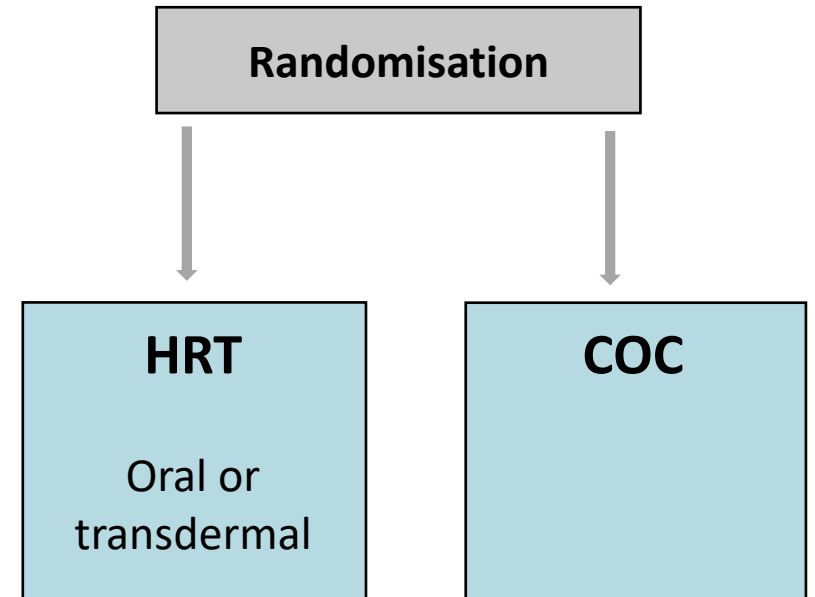 Randomisation
HRT
Oral or
transdermal
COC